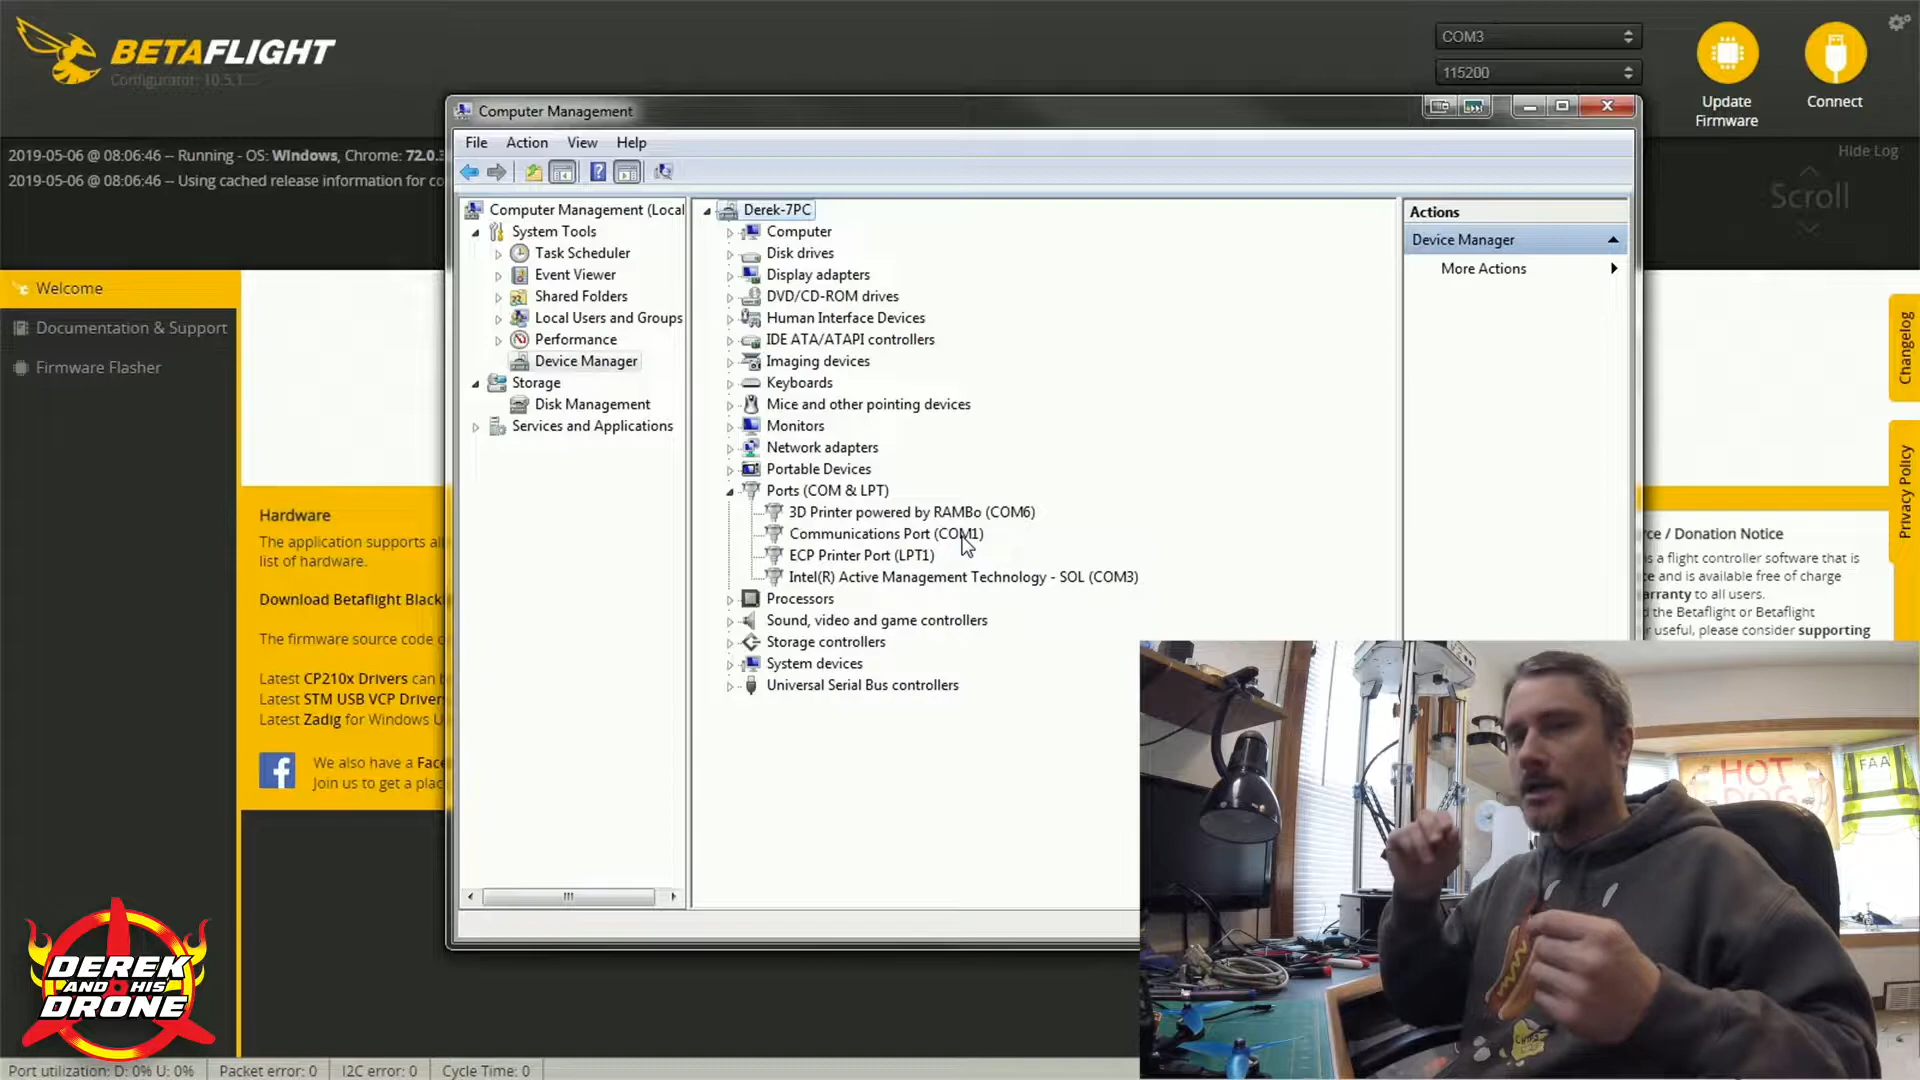 BETAFLIGHT
Configurator: 10.5.1
COM3
115200
Update
Firmware
Connect
2019-05-06 @ 08:06:46 -- Running - OS: Windows, Chrome: 72.0.
2019-05-06 @ 08:06:46 -- Using cached release information for co
Hide Log
Scroll
Welcome
Documentation & Support
Firmware Flasher
Computer Management
File Action View Help
Computer Management (Local
System Tools
Task Scheduler
Event Viewer
Shared Folders
Local Users and Groups
Performance
Device Manager
Storage
Disk Management
Services and Applications
Derek-7PC
Computer
Disk drives
Display adapters
DVD/CD-ROM drives
Human Interface Devices
IDE ATA/ATAPI controllers
Imaging devices
Keyboards
Mice and other pointing devices
Monitors
Network adapters
Portable Devices
Ports (COM & LPT)
3D Printer powered by RAMBo (COM6)
Communications Port (COM1)
ECP Printer Port (LPT1)
Intel(R) Active Management Technology - SOL (COM3)
Processors
Sound, video and game controllers
Storage controllers
System devices
Universal Serial Bus controllers
Actions
Device Manager
More Actions
Changelog
Privacy Policy
Hardware
The application supports all
list of hardware.
Download Betaflight Black
The firmware source code
Latest CP210x Drivers can b
Latest STM USB VCP Driver
Latest Zadig for Windows U
We also have a Face
Join us to get a plac
ce / Donation Notice
s a flight controller software that is
e and is available free of charge
arranty to all users.
d the Betaflight or Betaflight
useful, please consider supporting
HOT
DOG
FAA
DEREK
AND HIS
DRONE
Port utilization: D: 0% U: 0% Packet error: 0 I2C error: 0 Cycle Time: 0